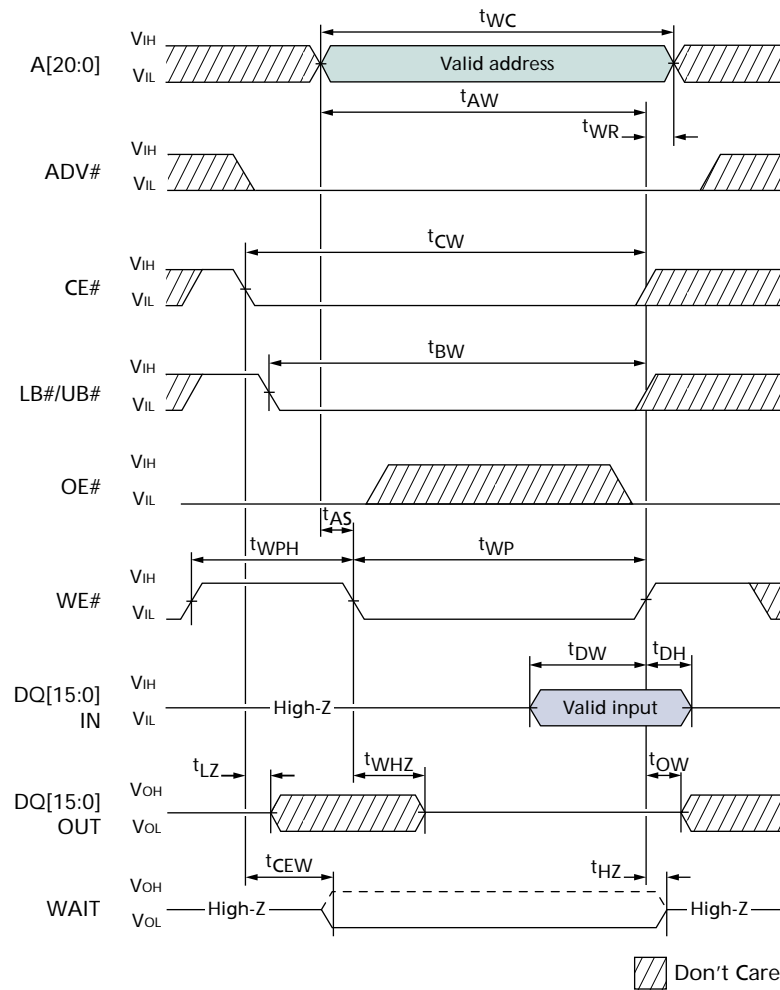 tWC
VIH
A[20:0]
Valid address
VIL
tAW
tWR
VIH
ADV#
VIL
tCW
VIH
CE#
VIL
tBW
VIH
LB#/UB#
VIL
VIH
OE#
VIL
tAS
tWPH
tWP
VIH
WE#
VIL
tDW
tDH
VIH
DQ[15:0]
IN
High-Z
Valid input
VIL
tLZ
tWHZ
tOW
VOH
DQ[15:0]
OUT
VOL
tCEW
tHZ
VOH
WAIT
High-Z
High-Z
VOL
Don't Care